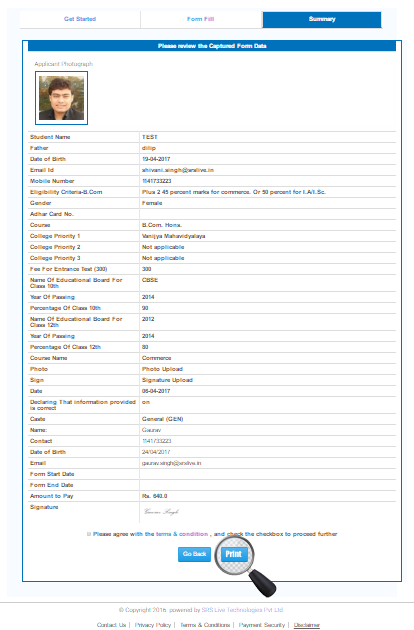 Get Started Form Fill Summary
Please review the Captured Form Data
Applicant Photograph
Student Name TEST
Father dilip
Date of Birth 19-04-2017
Email Id shivani.singh@srslive.in
Mobile Number 1141733223
Eligibility Criteria-B.Com Plus 2 45 percent marks for commerce. Or 50 percent for I.A/I.Sc.
Gender Female
Adhar Card No.
Course B.Com. Hons.
College Priority 1 Vanijya Mahavidyalaya
College Priority 2 Not applicable
College Priority 3 Not applicable
Fee For Entrance Test (300) 300
Name Of Educational Board For CBSE
Class 10th
Year Of Passing 2014
Percentage Of Class 10th 90
Name Of Educational Board For 2012
Class 12th
Year Of Passing 2014
Percentage Of Class 12th 80
Course Name Commerce
Photo Photo Upload
Sign Signature Upload
Date 06-04-2017
Declaring That information provided on
is correct
Caste General (GEN)
Name: Gaurav
Contact 1141733223
Date of Birth 24/04/2017
Email gaurav.singh@srslive.in
Form Start Date
Form End Date
Amount to Pay Rs. 640.0
Signature Gaurav Singh
Please agree with the terms & condition , and check the checkbox to proceed further
Go Back Print
© Copyright 2016 powered by SRS Live Technologies Pvt Ltd
Contact Us | Privacy Policy | Terms & Conditions | Payment Security | Disclaimer